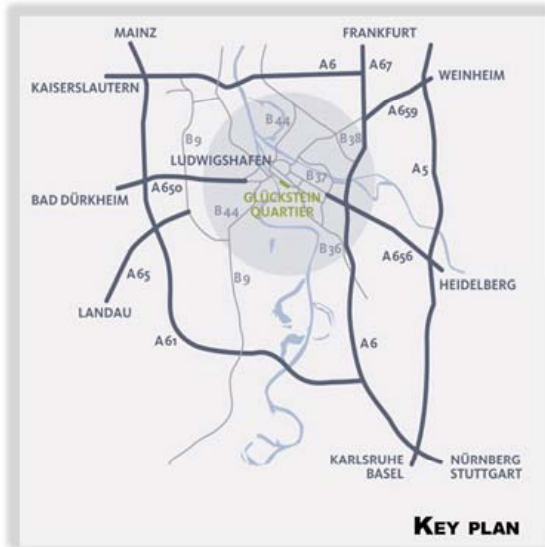 MAINZ
FRANKFURT
A6
A67
KAISERSLAUTERN
WEINHEIM
A659
B44
B9
B38
LUDWIGSHAFEN
A5
B37
A650
BAD DÜRKHEIM
GLÜCKSTEIN
QUARTIER
B44
B36
A656
A65
B9
HEIDELBERG
LANDAU
A61
A6
KARLSRUHE
BASEL
NÜRNBERG
STUTTGART
KEY PLAN